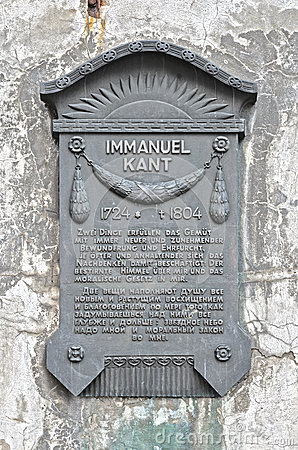 IMMANUEL
KANT
1724* †1804
ZWEI DINGE ERFÜLLEN DAS GEMÜT
MIT IMMER NEUER UND ZUNEHMENDER
BEWUNDERUNG UND EHRFURCHT,
JE ÖFTER UND ANHALTENDER SICH DAS
NACHDENKEN DAMIT BESCHÄFTIGT DER
BESTIRNTE HIMMEL ÜBER MIR UND DAS
MORALISCHE GESETZ IN MIR.
ДВЕ ВЕЩИ НАПОЛНЯЮТ ДУШУ ВСЕ
НОВЫМ И РАСТУЩИМ ВОСХИЩЕНИЕМ
И БЛАГОГОВЕНИЕМ ПО МЕРЕ ТОГО КАК
ЗАДУМЫВАЕШЬСЯ НАД НИМИ ВСЕ
ГЛУБЖЕ И ДОЛЬШЕ: ЗВЕЗДНОЕ НЕБО
НАДО МНОЙ И МОРАЛЬНЫЙ ЗАКОН
ВО МНЕ.
dreamstime.com